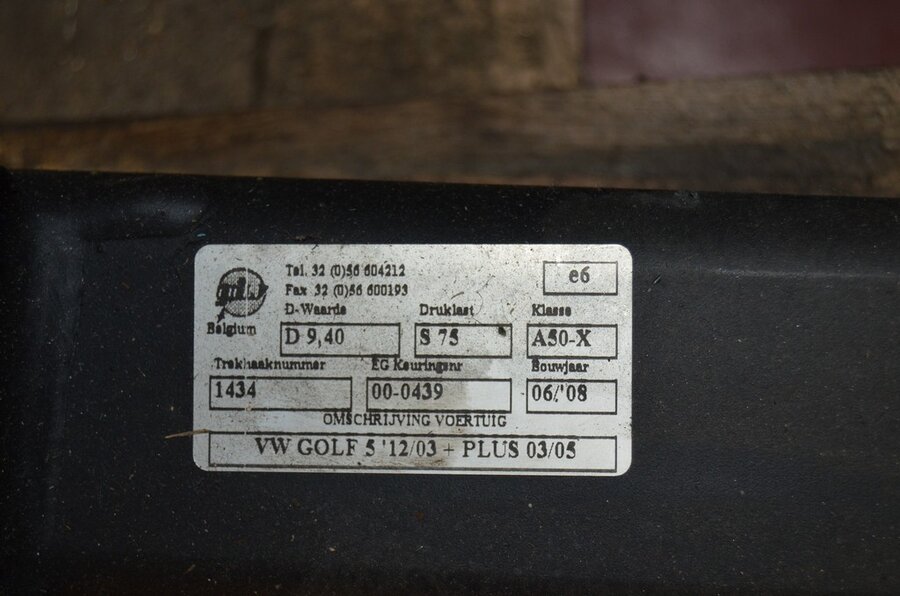 Tel. 32 (0)56 604212
Fax 32 (0)56 600193
e6
Belgium
D-Waarde Druklast Klasse
D 9,40 S 75 A50-X
Trekhaaknummer EG Keuringsnr Bouwjaar
1434 00-0439 06/'08
OMSCHRIJVING VOERTUIG
VW GOLF 5 '12/03 + PLUS 03/05